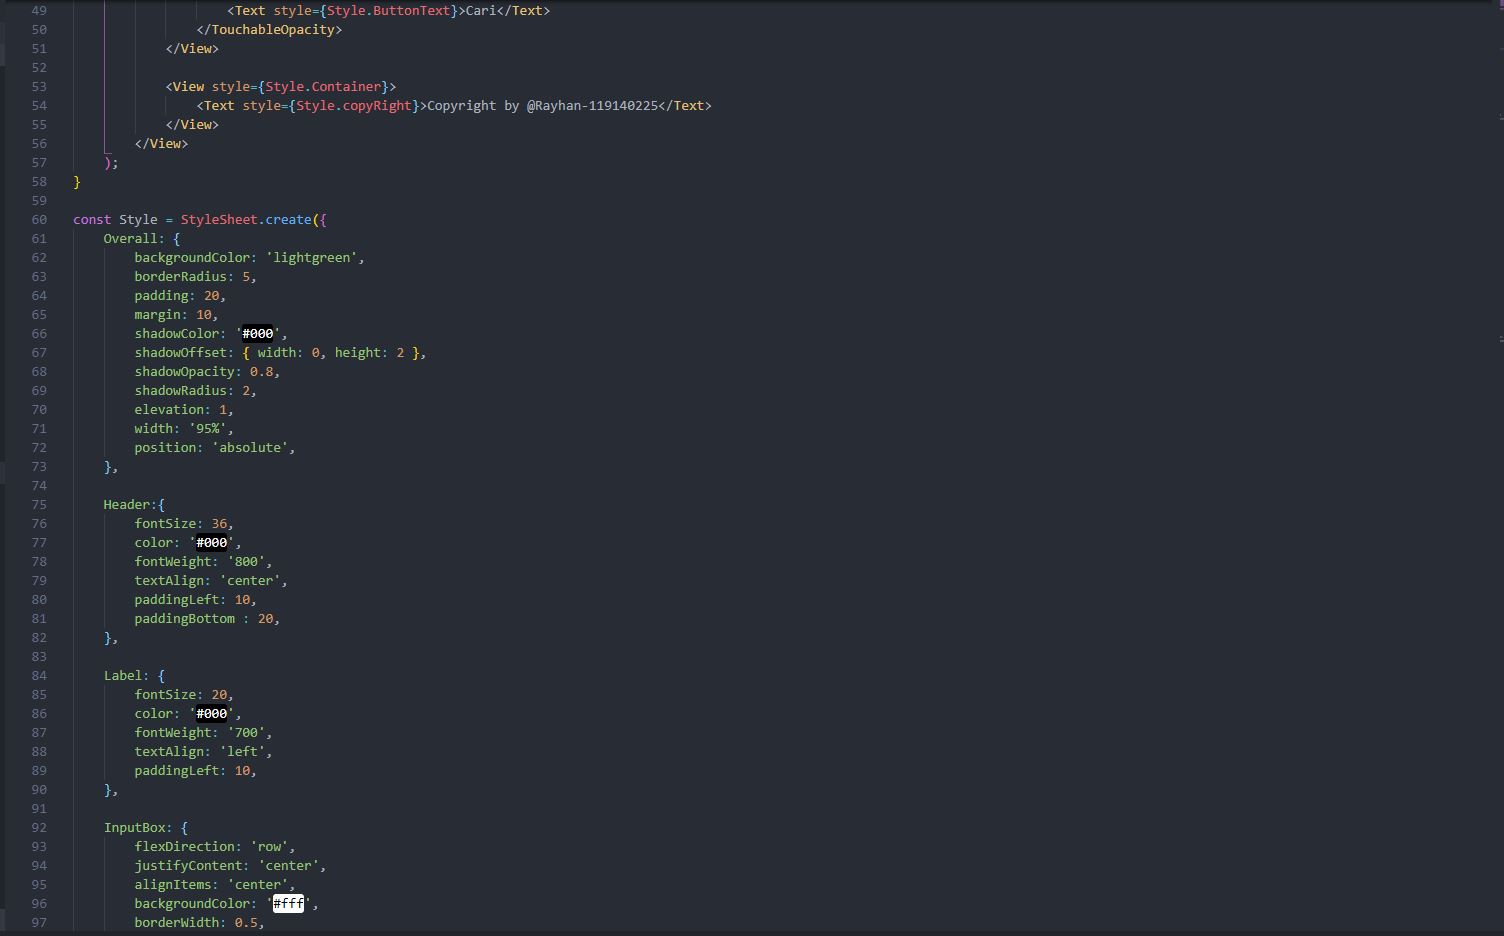 49 <Text style={Style.ButtonText}>Cari</Text>
50 </TouchableOpacity>
51 </View>
52
53 <View style={Style.Container}>
54 <Text style={Style.copyRight}>Copyright by @Rayhan-119140225</Text>
55 </View>
56 </View>
57 );
58 }
59
60 const Style = StyleSheet.create({
61 Overall: {
62 backgroundColor: 'lightgreen',
63 borderRadius: 5,
64 padding: 20,
65 margin: 10,
66 shadowColor: '#000',
67 shadowOffset: { width: 0, height: 2 },
68 shadowOpacity: 0.8,
69 shadowRadius: 2,
70 elevation: 1,
71 width: '95%',
72 position: 'absolute',
73 },
74
75 Header:{
76 fontSize: 36,
77 color: '#000',
78 fontWeight: '800',
79 textAlign: 'center',
80 paddingLeft: 10,
81 paddingBottom : 20,
82 },
83
84 Label: {
85 fontSize: 20,
86 color: '#000',
87 fontWeight: '700',
88 textAlign: 'left',
89 paddingLeft: 10,
90 },
91
92 InputBox: {
93 flexDirection: 'row',
94 justifyContent: 'center',
95 alignItems: 'center',
96 backgroundColor: '#fff',
97 borderWidth: 0.5,